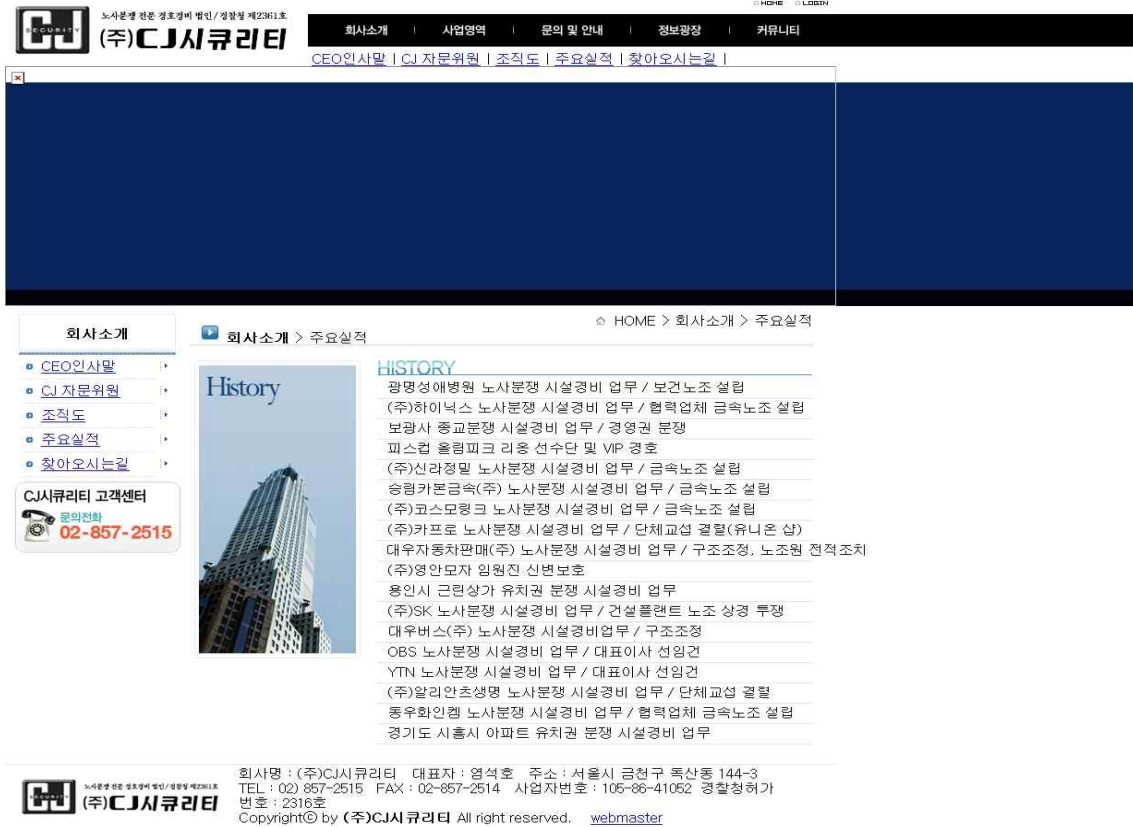 HOME LOGIN
CJ SECURITY
노사분쟁 전문 경호경비 법인/경찰청 제2361호
(주)CJ시큐리티
회사소개 | 사업영역 | 문의 및 안내 | 정보광장 | 커뮤니티
CEO인사말 | CJ 자문위원 | 조직도 | 주요실적 | 찾아오시는길 |
회사소개
CEO인사말
CJ 자문위원
조직도
주요실적
찾아오시는길
CJ시큐리티 고객센터
문의전화
02-857-2515
회사소개 > 주요실적
HOME > 회사소개 > 주요실적
History
HISTORY
광명성애병원 노사분쟁 시설경비 업무 / 보건노조 설립
(주)하이닉스 노사분쟁 시설경비 업무 / 협력업체 금속노조 설립
보광사 종교분쟁 시설경비 업무 / 경영권 분쟁
피스컵 올림피크 리옹 선수단 및 VIP 경호
(주)신라정밀 노사분쟁 시설경비 업무 / 금속노조 설립
승림카본금속(주) 노사분쟁 시설경비 업무 / 금속노조 설립
(주)코스모링크 노사분쟁 시설경비 업무 / 금속노조 설립
(주)카프로 노사분쟁 시설경비 업무 / 단체교섭 결렬(유니온 샵)
대우자동차판매(주) 노사분쟁 시설경비 업무 / 구조조정, 노조원 전적조치
(주)영안모자 임원진 신변보호
용인시 근린상가 유치권 분쟁 시설경비 업무
(주)SK 노사분쟁 시설경비 업무 / 건설플랜트 노조 상경 투쟁
대우버스(주) 노사분쟁 시설경비업무 / 구조조정
OBS 노사분쟁 시설경비 업무 / 대표이사 선임건
YTN 노사분쟁 시설경비 업무 / 대표이사 선임건
(주)알리안츠생명 노사분쟁 시설경비 업무 / 단체교섭 결렬
동우화인켐 노사분쟁 시설경비 업무 / 협력업체 금속노조 설립
경기도 시흥시 아파트 유치권 분쟁 시설경비 업무
CJ SECURITY
노사분쟁 전문 경호경비 법인/경찰청 제2361호
(주)CJ시큐리티
회사명 : (주)CJ시큐리티 대표자 : 염석호 주소 : 서울시 금천구 독산동 144-3
TEL : 02) 857-2515 FAX : 02-857-2514 사업자번호 : 105-86-41052 경찰청허가
번호 : 2316호
Copyrightⓒ by (주)CJ시큐리티 All right reserved. webmaster